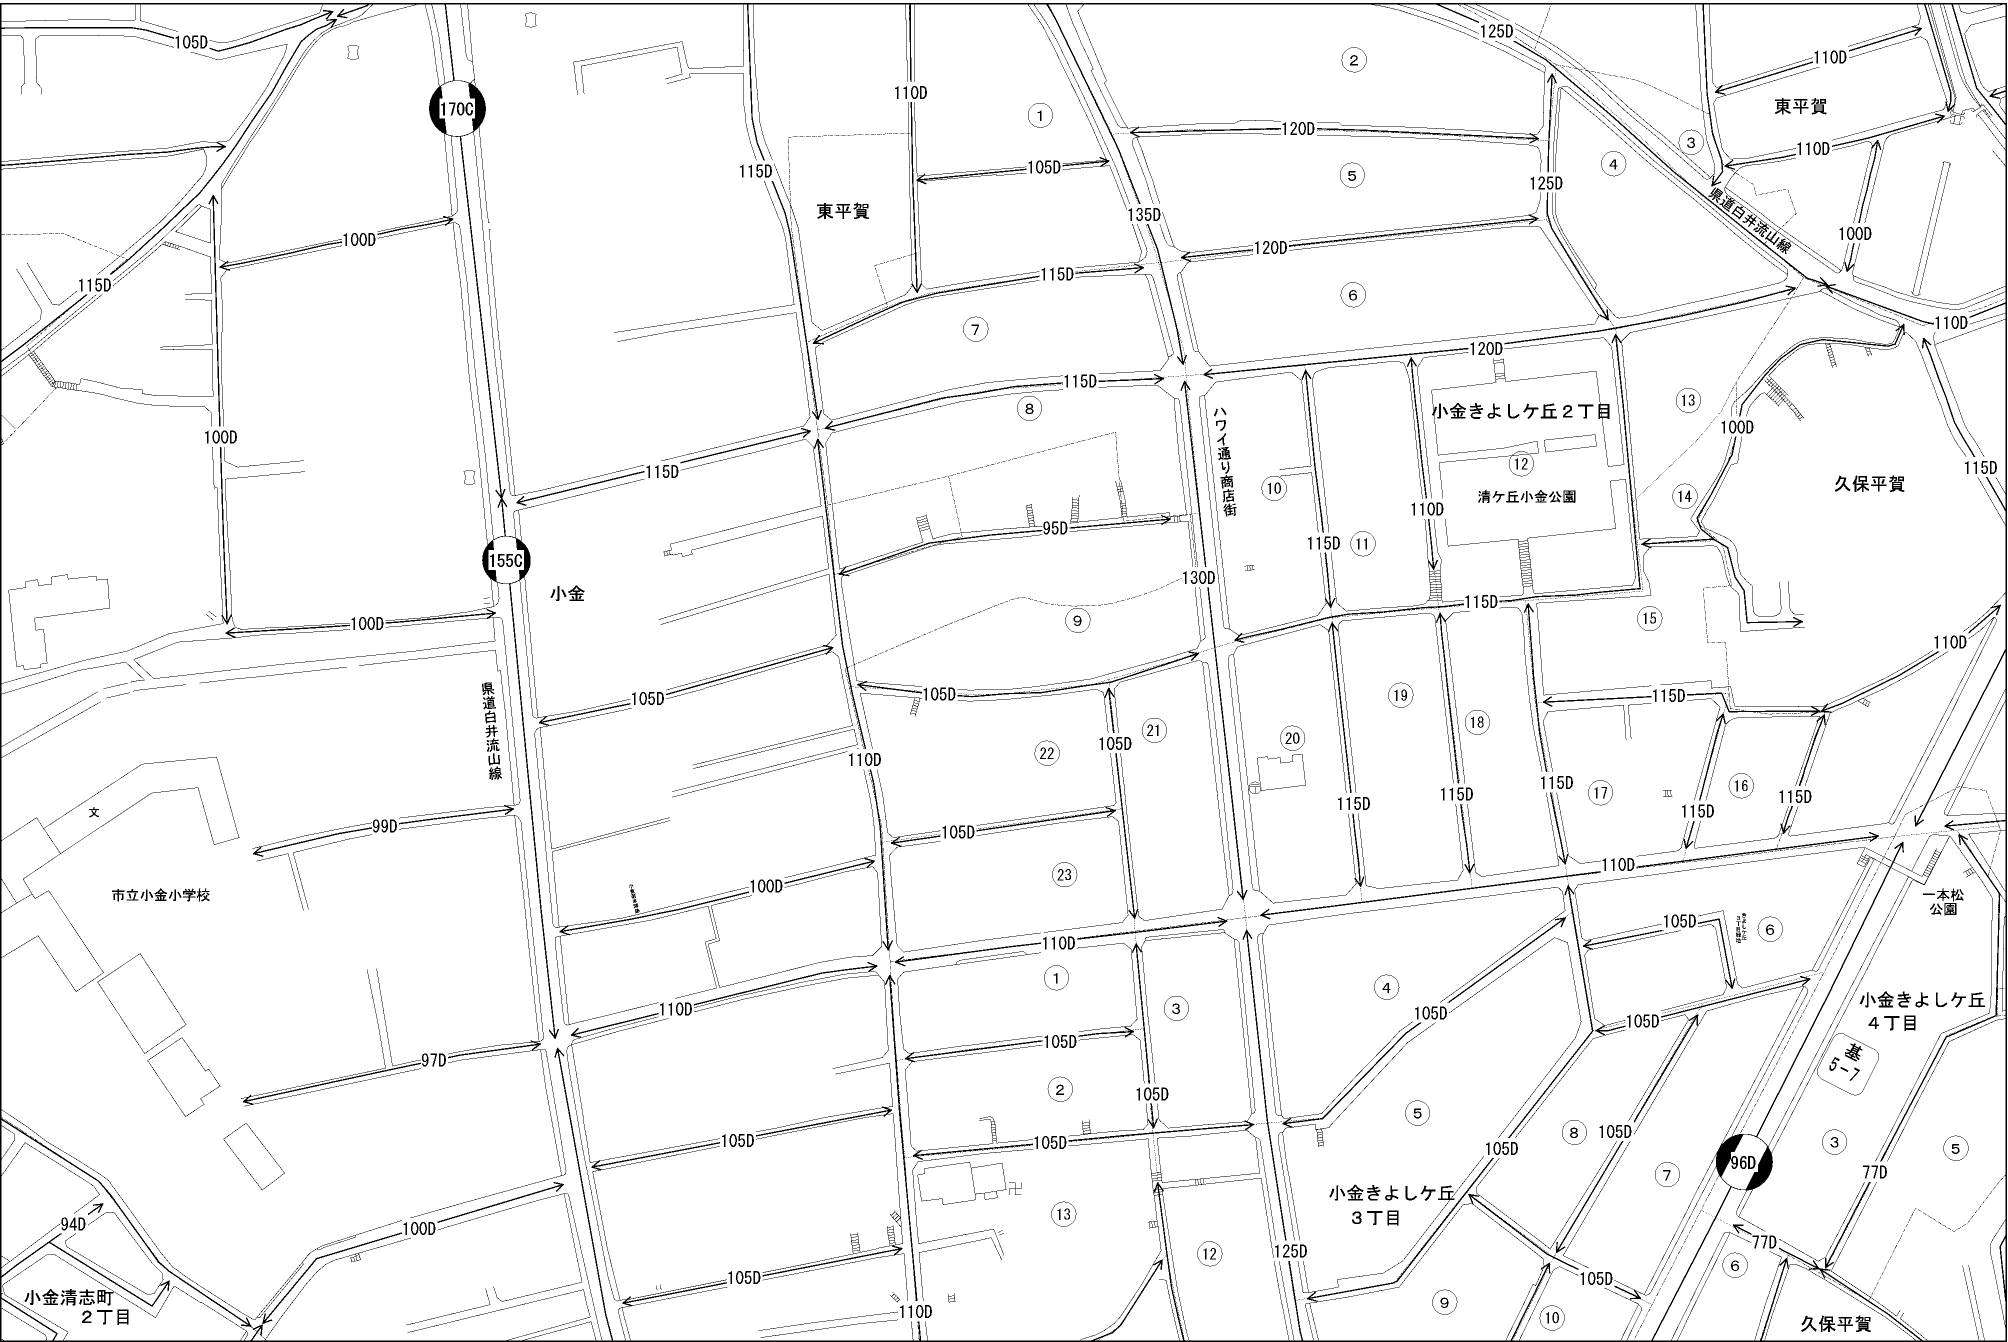 125D
105D
②
110D
170C
110D
東平賀
①
120D
③
110D
105D
④
115D
⑤
125D
東平賀
135D
県道白井流山線
100D
100D
120D
115D
115D
⑥
110D
⑦
120D
115D
⑧
ハワイ通り商店街
小金きよしケ丘２丁目
⑬
100D
100D
115D
⑫
115D
⑩
清ケ丘小金公園
⑭
久保平賀
110D
95D
115D
⑪
155C
130D
小金
115D
100D
⑨
⑮
110D
105D
105D
⑲
115D
県道白井流山線
⑱
㉑
105D
⑳
㉒
110D
115D
⑰
⑯
115D
115D
115D
115D
文
99D
105D
110D
市立小金小学校
㉓
100D
一本松
公園
105D
⑥
110D
①
④
小金きよしケ丘
４丁目
110D
③
105D
105D
105D
基
5-7
97D
②
105D
⑤
105D
⑧
③
105D
105D
105D
⑤
96D
⑦
77D
小金きよしケ丘
３丁目
⑬
94D
100D
125D
⑫
77D
⑥
105D
105D
小金清志町
２丁目
110D
⑨
⑩
久保平賀